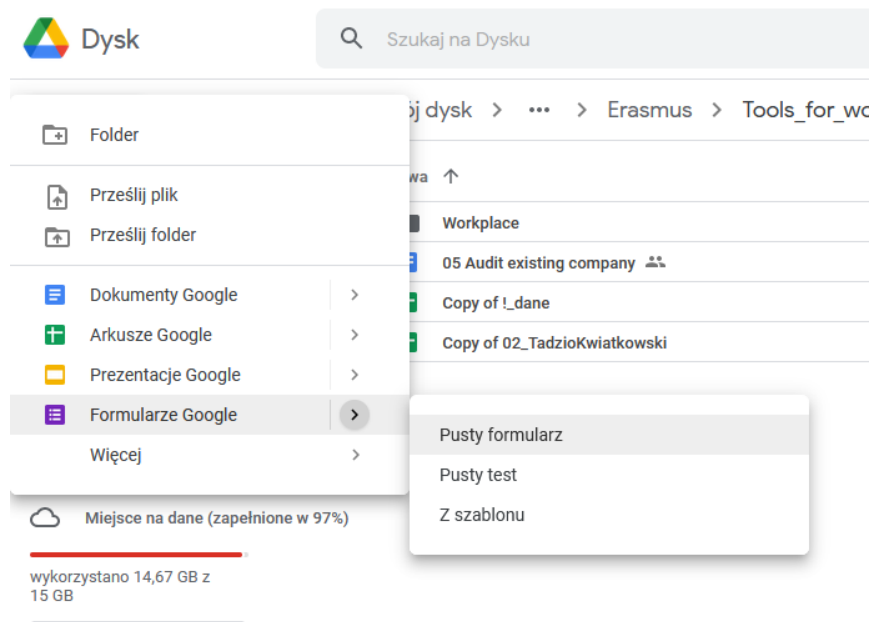 Dysk
Szukaj na Dysku
j dysk > ••• > Erasmus > Tools_for_wo
Folder
wa ↑
Prześlij plik
Workplace
Prześlij folder
05 Audit existing company
Dokumenty Google
Copy of !_dane
Arkusze Google
Copy of 02_TadzioKwiatkowski
Prezentacje Google
Formularze Google
Pusty formularz
Więcej
Pusty test
Z szablonu
Miejsce na dane (zapełnione w 97%)
wykorzystano 14,67 GB z
15 GB